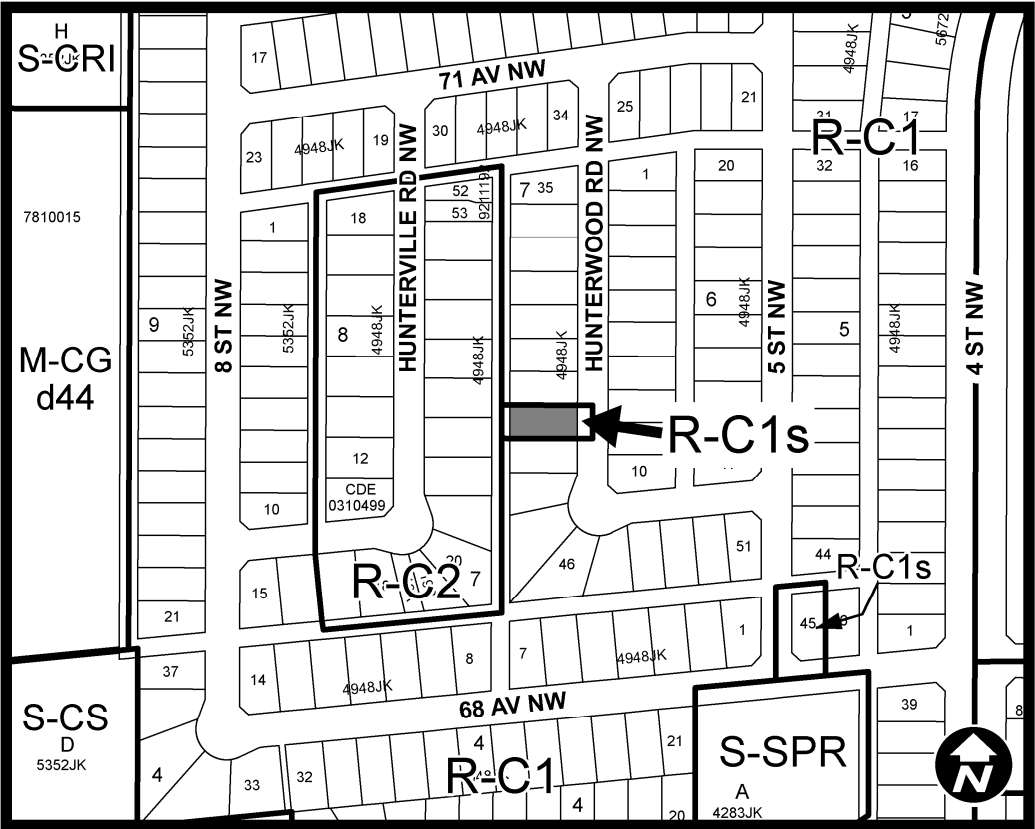 H
S-CRI
17
71 AV NW
4948JK
5672
21
25
34
4948JK
30
19
4948JK
23
31
17
R-C1
7810015
1
18
HUNTERVILLE RD NW
52
53
9211193
7
35
HUNTERWOOD RD NW
1
20
32
16
9
5352JK
8 ST NW
5352JK
8
4948JK
4948JK
4948JK
6
4948JK
5 ST NW
5
4948JK
4 ST NW
M-CG
d44
R-C1s
12
CDE
0310499
10
10
46
51
44
R-C1s
15
R-C2
20
7
21
45
1
1
37
14
4948JK
8
7
4948JK
68 AV NW
39
8
S-CS
D
5352JK
4
33
32
4
R-C1
4
21
20
S-SPR
A
4283JK
N